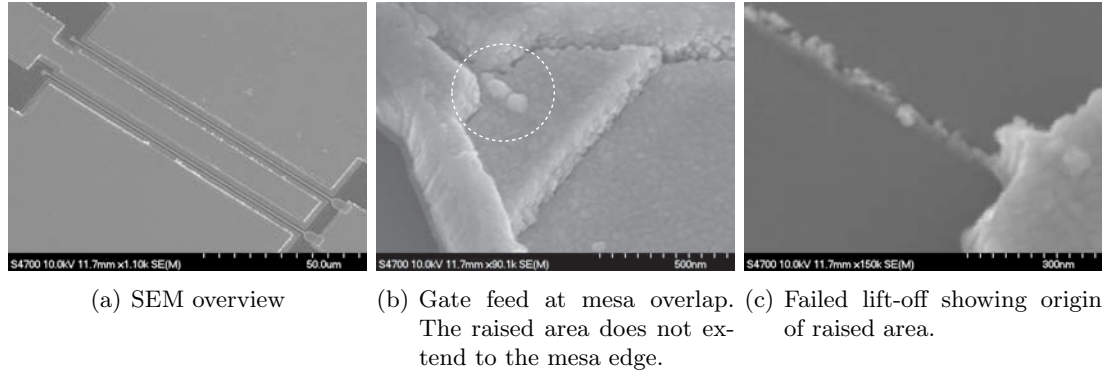 S4700 10.0kV 11.7mm x1.10k SE(M) 50.0um
S4700 10.0kV 11.7mm x90.1k SE(M) 500nm
S4700 10.0kV 11.7mm x150k SE(M) 300nm
(a) SEM overview
(b) Gate feed at mesa overlap.
The raised area does not ex-
tend to the mesa edge.
(c) Failed lift-off showing origin
of raised area.